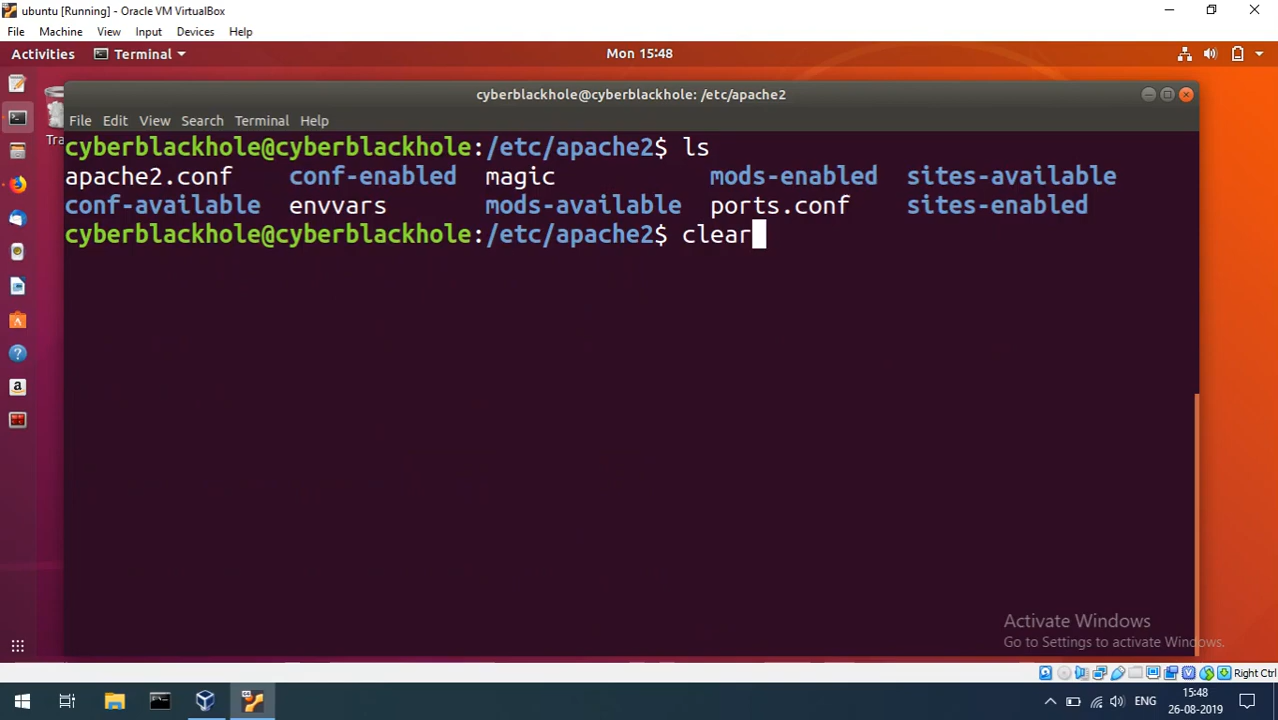 ubuntu [Running] - Oracle VM VirtualBox
File Machine View Input Devices Help
Activities Terminal Mon 15:48
cyberblackhole@cyberblackhole: /etc/apache2
Tra
File Edit View Search Terminal Help
cyberblackhole@cyberblackhole:/etc/apache2$ ls
apache2.conf conf-enabled magic mods-enabled sites-available
conf-available envvars mods-available ports.conf sites-enabled
cyberblackhole@cyberblackhole:/etc/apache2$ clear
Activate Windows
Go to Settings to activate Windows.
Right Ctrl
ENG 15:48
26-08-2019